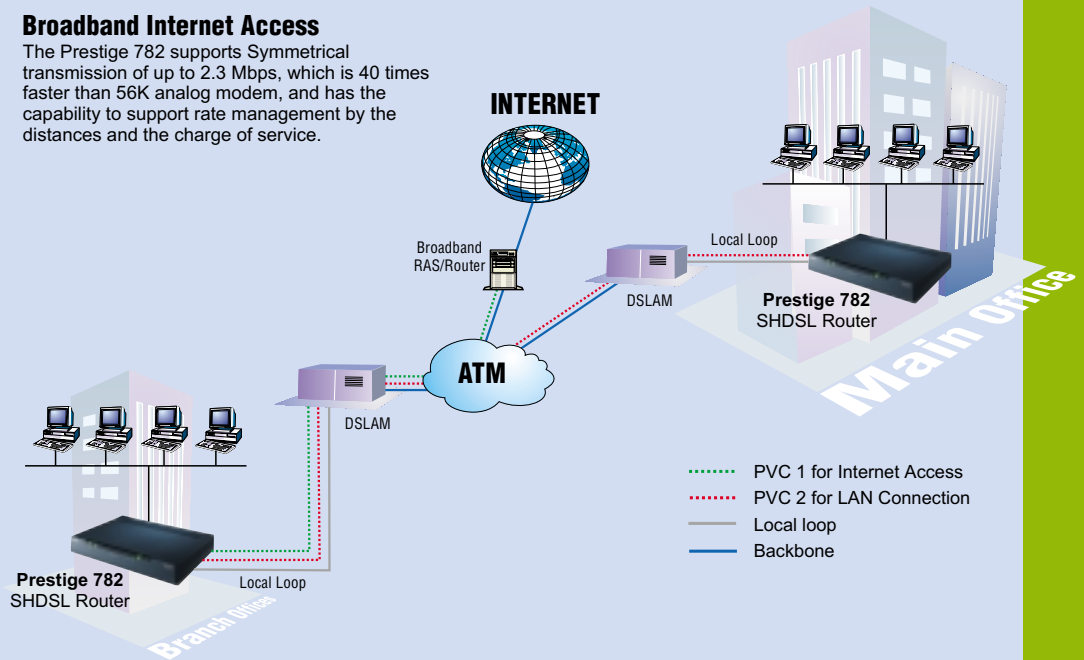 Broadband Internet Access
The Prestige 782 supports Symmetrical
transmission of up to 2.3 Mbps, which is 40 times
faster than 56K analog modem, and has the
capability to support rate management by the
distances and the charge of service.
INTERNET
Broadband
RAS/Router
Local Loop
DSLAM
Prestige 782
SHDSL Router
Main Office
ATM
DSLAM
PVC 1 for Internet Access
PVC 2 for LAN Connection
Local loop
Backbone
Local Loop
Prestige 782
SHDSL Router
Branch Offices